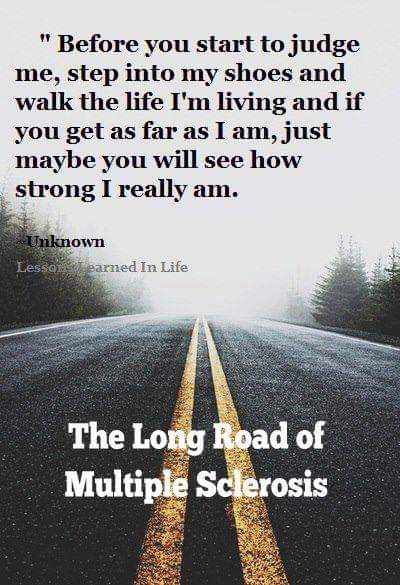 " Before you start to judge
me, step into my shoes and
walk the life I'm living and if
you get as far as I am, just
maybe you will see how
strong I really am.
~Unknown
Lessons Learned In Life
The Long Road of
Multiple Sclerosis